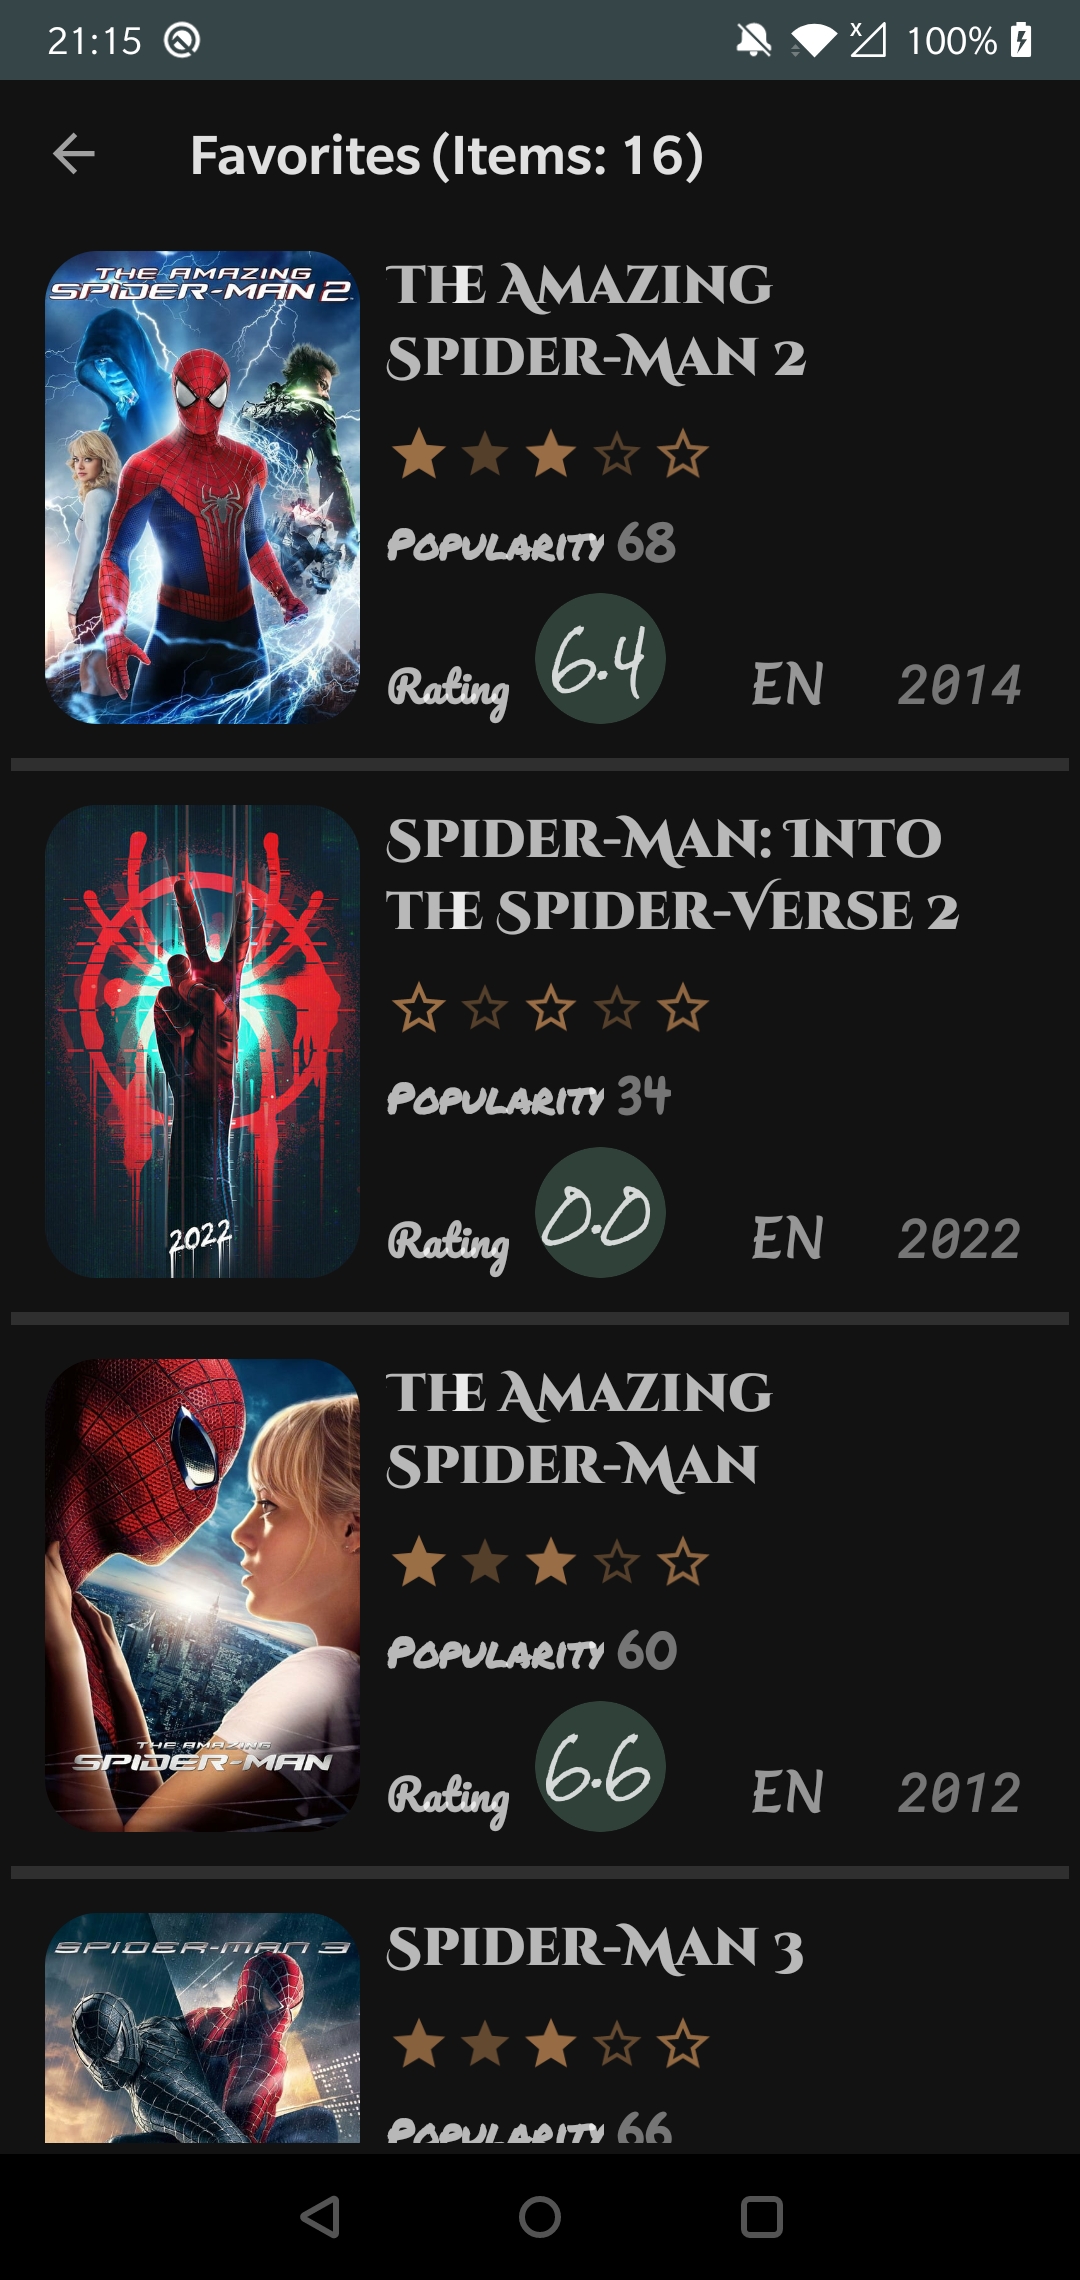 21:15
100%
Favorites (Items: 16)
THE AMAZING
SPIDER-MAN 2
THE AMAZING
SPIDER-MAN 2
Popularity 68
Rating 6.4 EN 2014
2022
SPIDER-MAN: INTO
THE SPIDER-VERSE 2
Popularity 34
Rating 0.0 EN 2022
THE AMAZING
SPIDER-MAN
THE AMAZING
SPIDER-MAN
Popularity 60
Rating 6.6 EN 2012
SPIDER-MAN 3
SPIDER-MAN 3
Popularity 66